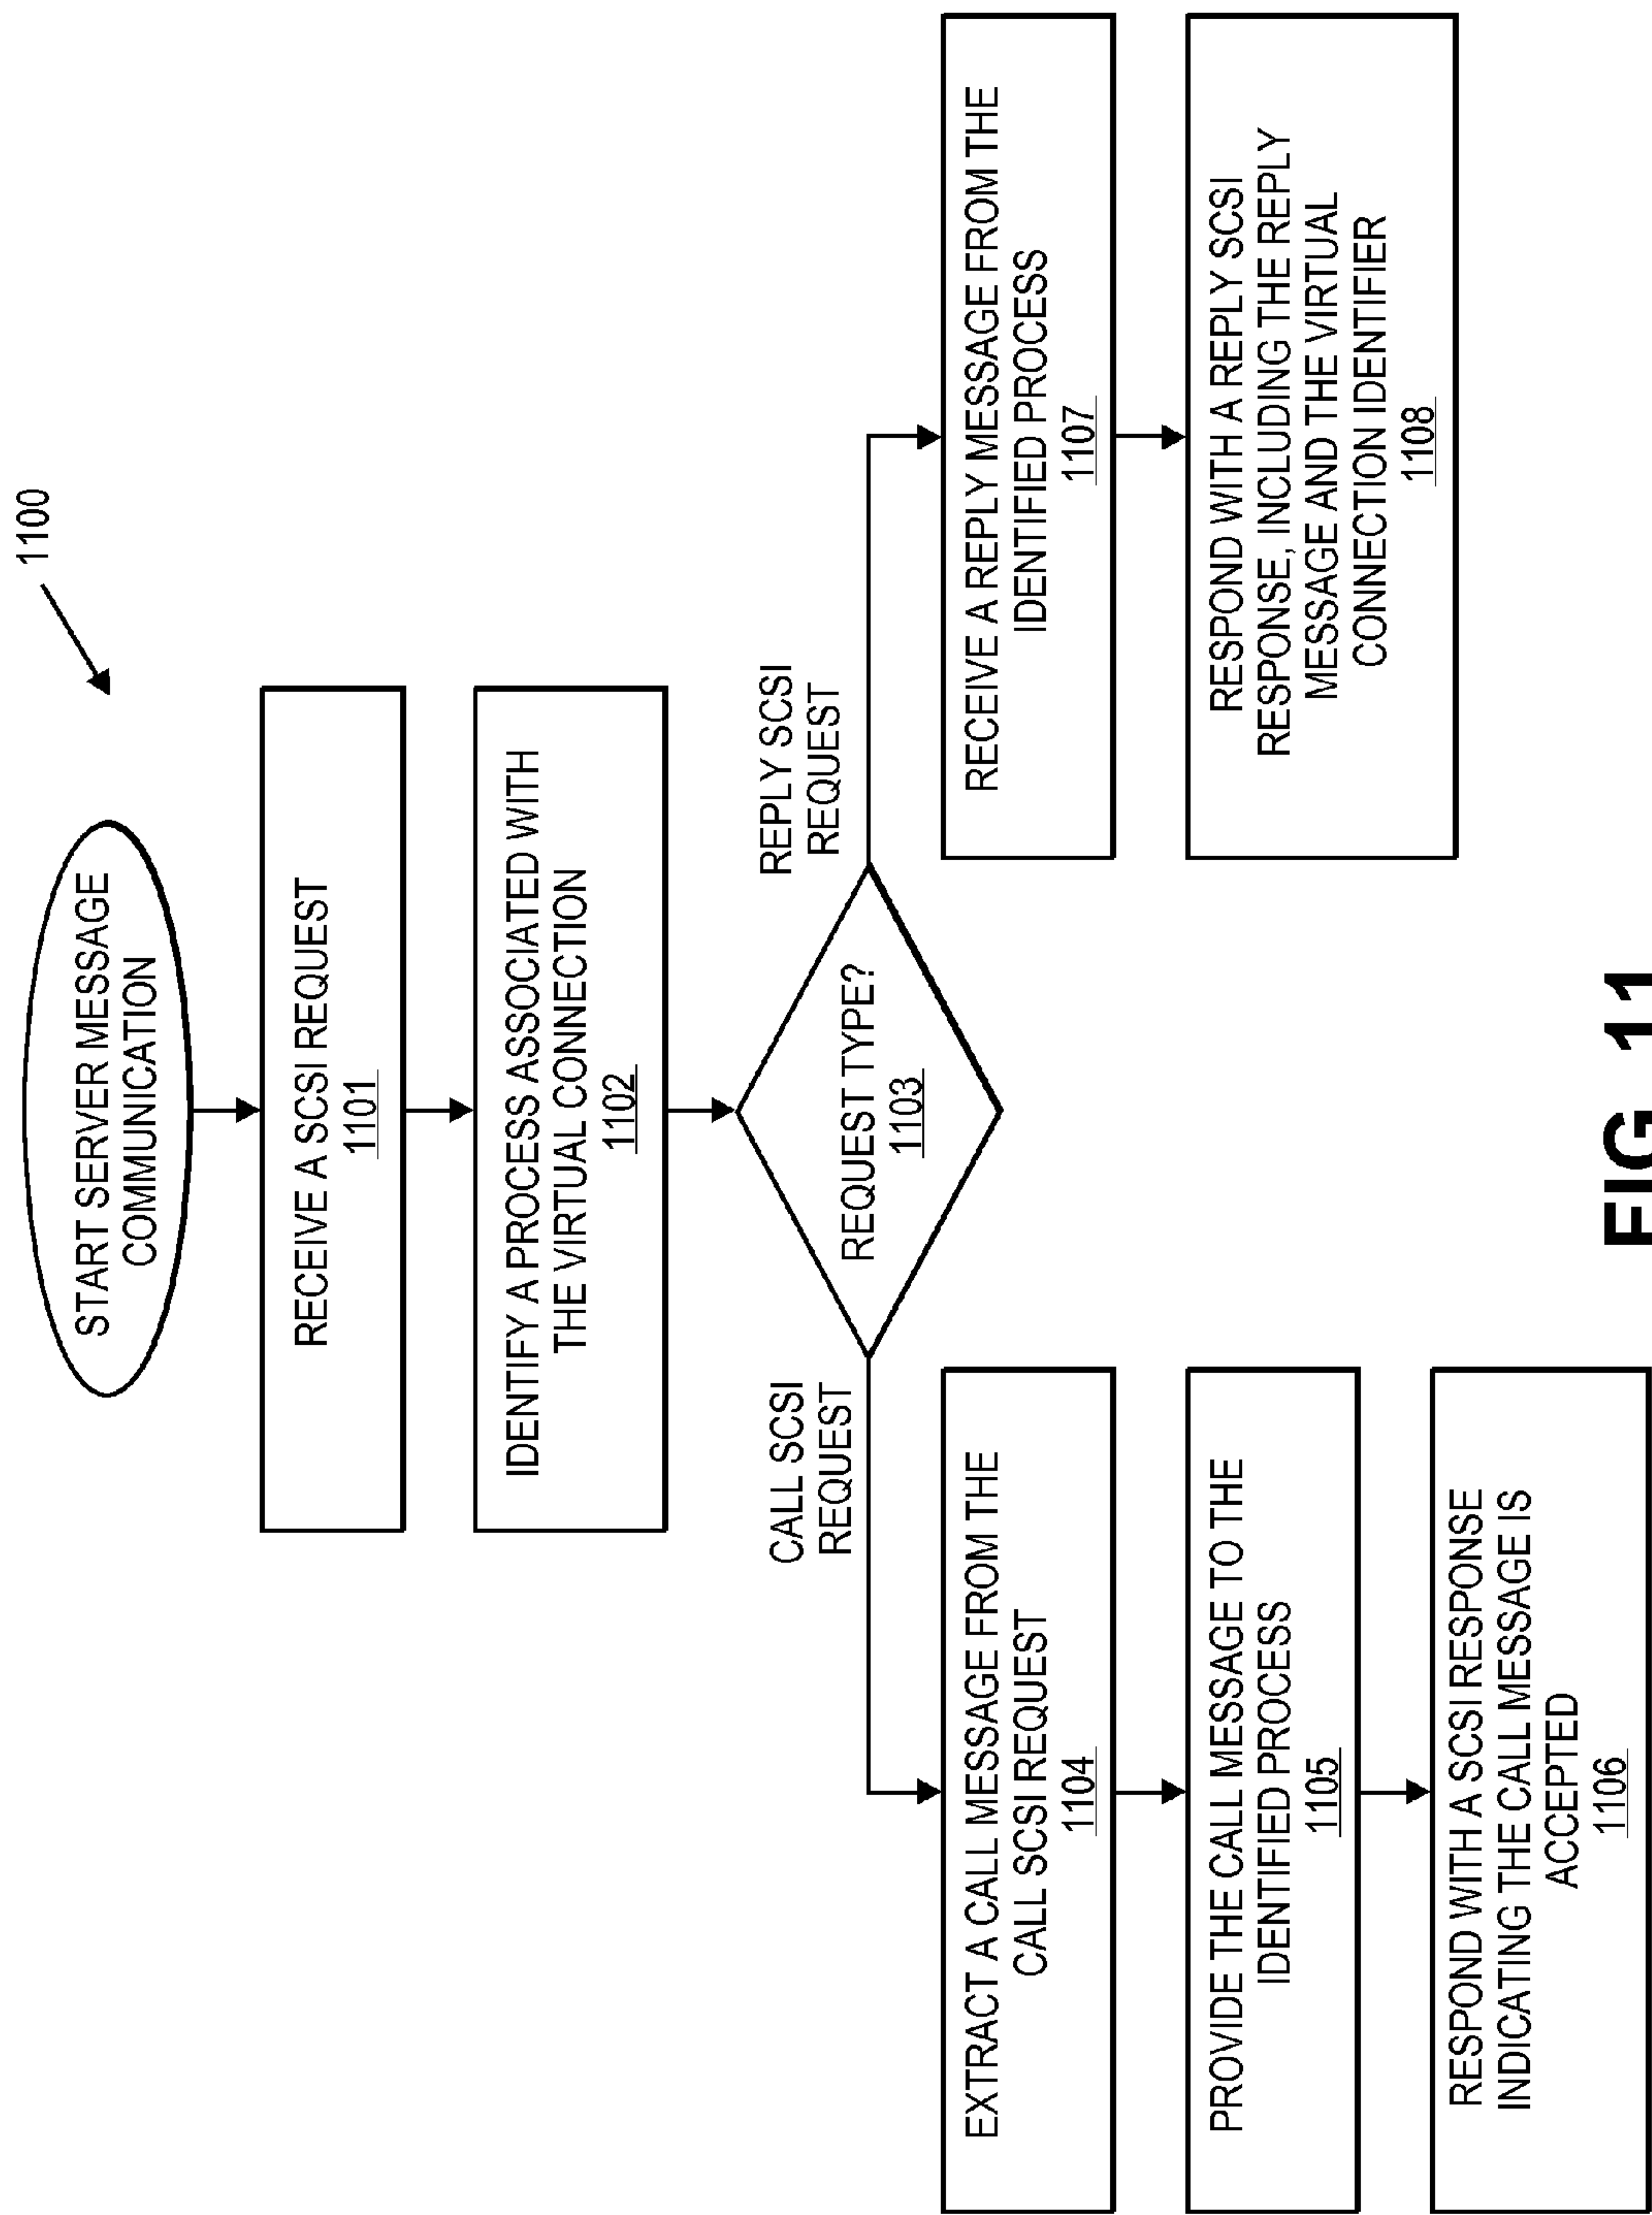 1100
START SERVER MESSAGE
COMMUNICATION
RECEIVE A SCSI REQUEST
1101
IDENTIFY A PROCESS ASSOCIATED WITH
THE VIRTUAL CONNECTION
1102
REQUEST TYPE?
1103
CALL SCSI
REQUEST
REPLY SCSI
REQUEST
EXTRACT A CALL MESSAGE FROM THE
CALL SCSI REQUEST
1104
PROVIDE THE CALL MESSAGE TO THE
IDENTIFIED PROCESS
1105
RESPOND WITH A SCSI RESPONSE
INDICATING THE CALL MESSAGE IS
ACCEPTED
1106
RECEIVE A REPLY MESSAGE FROM THE
IDENTIFIED PROCESS
1107
RESPOND WITH A REPLY SCSI
RESPONSE, INCLUDING THE REPLY
MESSAGE AND THE VIRTUAL
CONNECTION IDENTIFIER
1108
FIG. 11